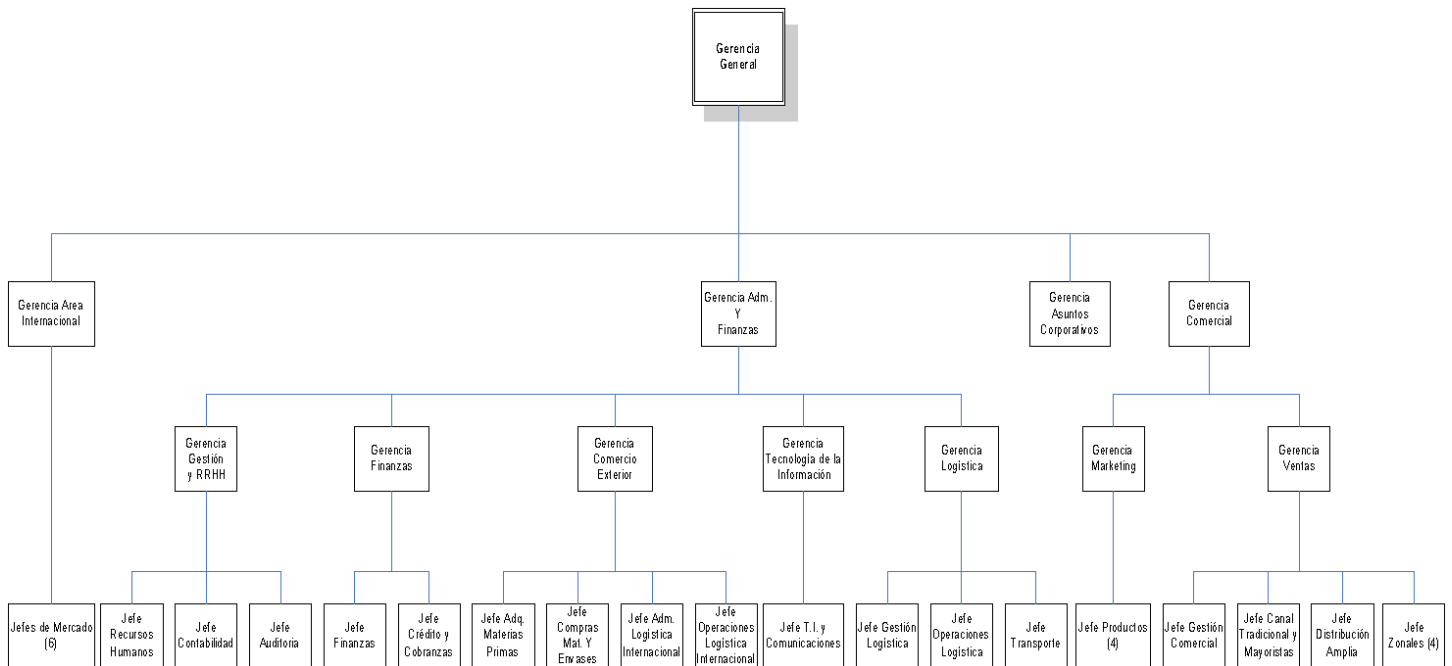 Gerencia
General
Gerencia Area
Internacional
Gerencia Adm.
Y
Finanzas
Gerencia
Asuntos
Corporativos
Gerencia
Comercial
Gerencia
Gestión
y RRHH
Gerencia
Finanzas
Gerencia
Comercio
Exterior
Gerencia
Tecnología de la
Información
Gerencia
Logística
Gerencia
Marketing
Gerencia
Ventas
Jefes de Mercado
(6)
Jefe
Recursos
Humanos
Jefe
Contabilidad
Jefe
Auditoria
Jefe
Finanzas
Jefe
Crédito y
Cobranzas
Jefe Adq.
Materias
Primas
Jefe
Compras
Mat. Y
Envases
Jefe Adm.
Logística
Internacional
Jefe
Operaciones
Logística
Internacional
Jefe T.I. y
Comunicaciones
Jefe Gestión
Logística
Jefe
Operaciones
Logística
Jefe
Transporte
Jefe Productos
(4)
Jefe Gestión
Comercial
Jefe Canal
Tradicional y
Mayoristas
Jefe
Distribución
Amplia
Jefe
Zonales (4)